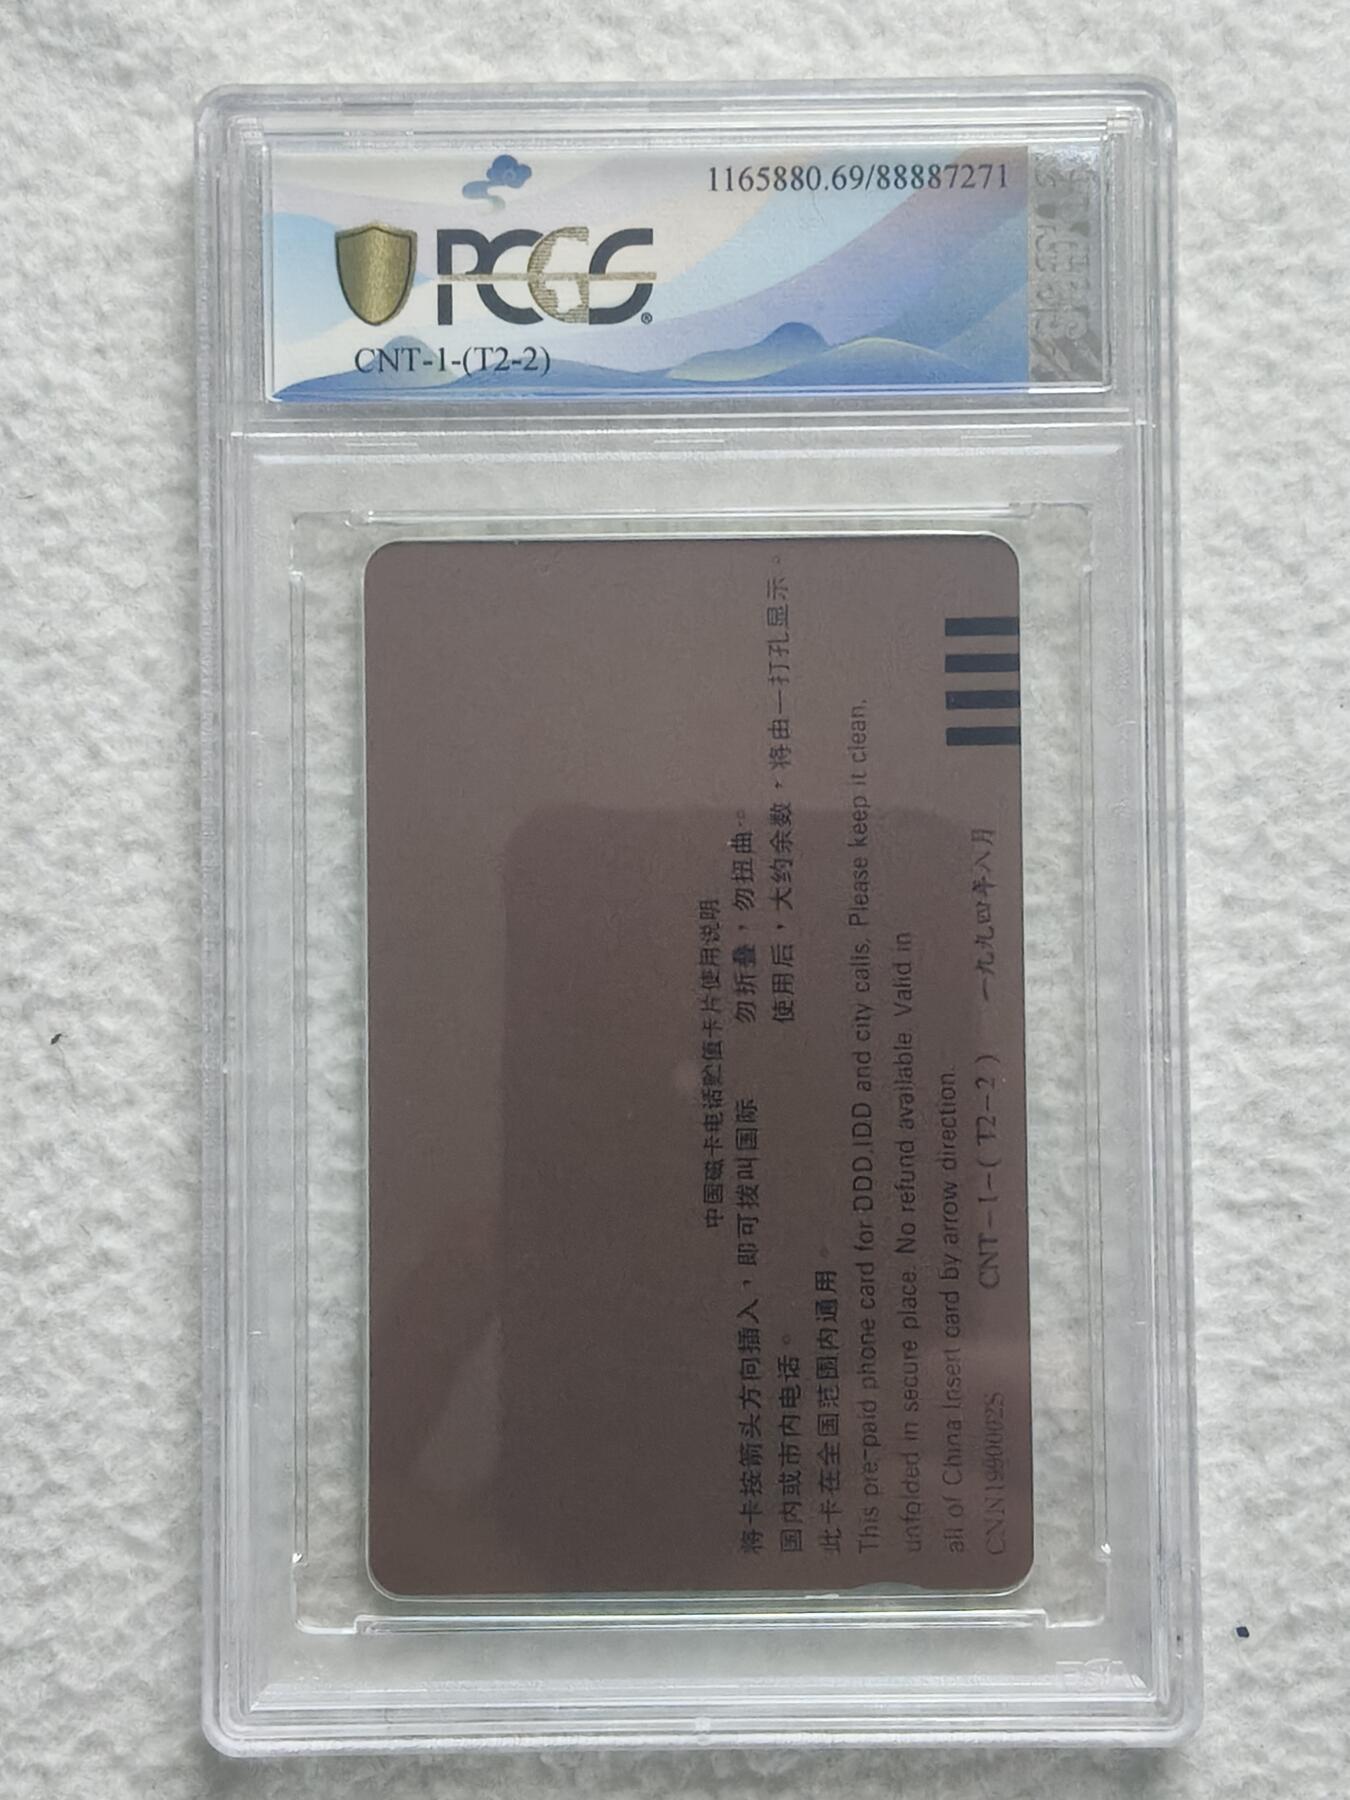 1165880.69/88887271
PCGS®
CNT-1-(T2-2)
中国磁卡电话贮值卡片使用说明
将卡按箭头方向插入，即可拨叫国际
国内或市内电话。
此卡在全国范围内通用。
勿折叠，勿扭曲。
使用后，大约余数，将由一打孔显示。
This pre-paid phone card for DDD,IDD and city calls. Please keep it clean,
unfolded in secure place. No refund available. Valid in
all of China Insert card by arrow direction.
CNT-1-(T2-2) 一九九四年八月